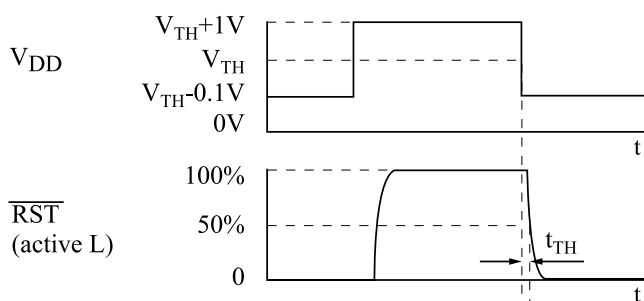 V_TH+1V
V_DD
V_TH
V_TH-0.1V
0V
t
100%
RST
50%
(active L)
t_TH
0
t